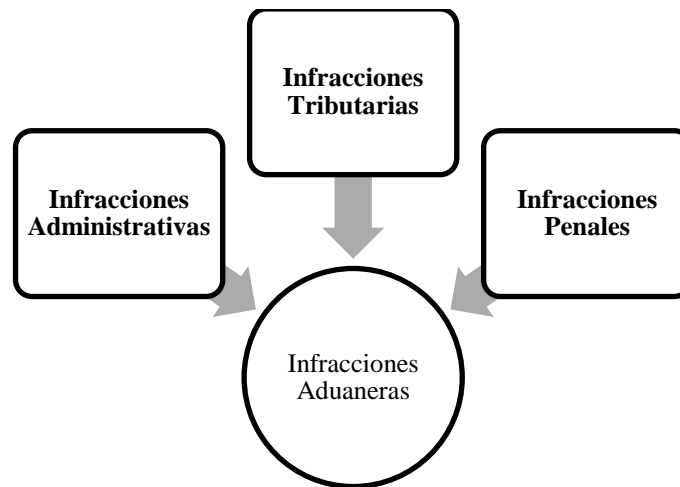 Infracciones
Tributarias
Infracciones
Administrativas
Infracciones
Penales
Infracciones
Aduaneras